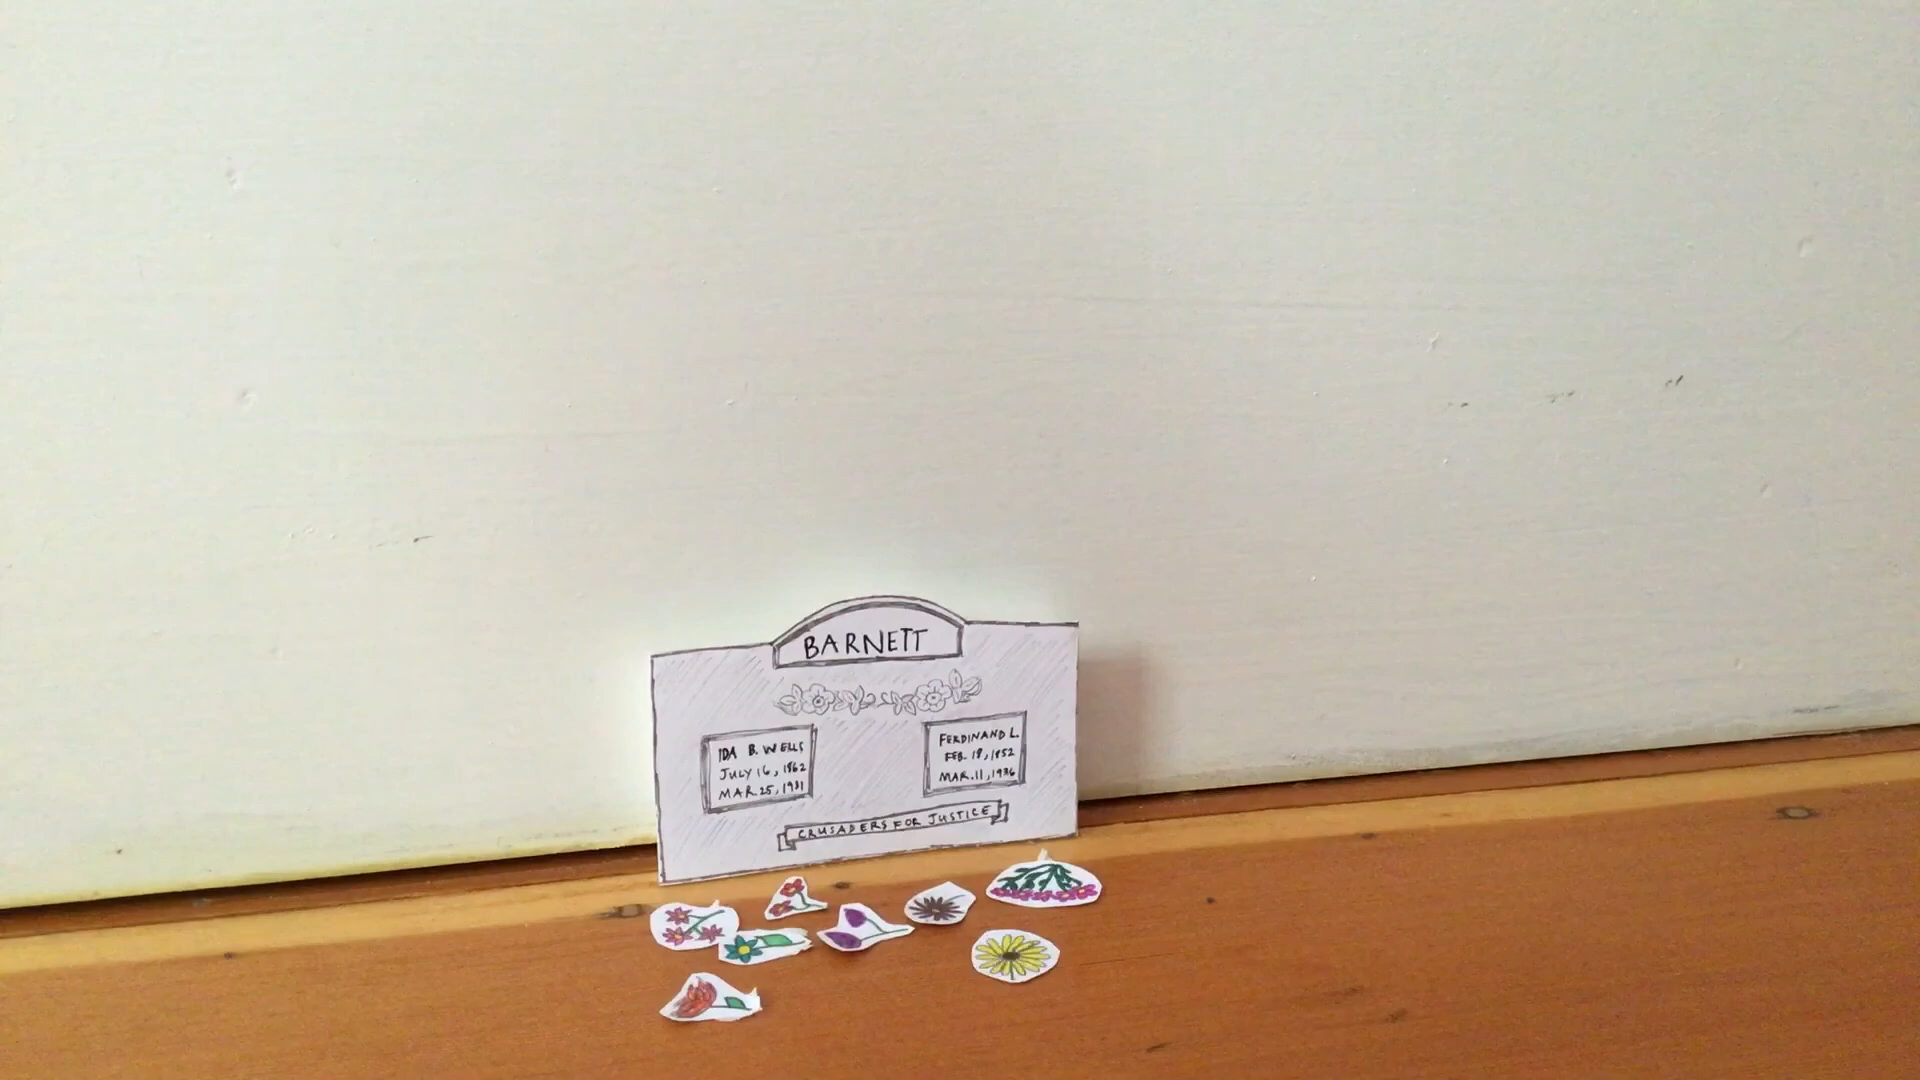 BARNETT
IDA B. WELLS
JULY 16, 1862
MAR. 25, 1931
FERDINAND L.
FEB. 18, 1852
MAR. 11, 1936
CRUSADERS FOR JUSTICE